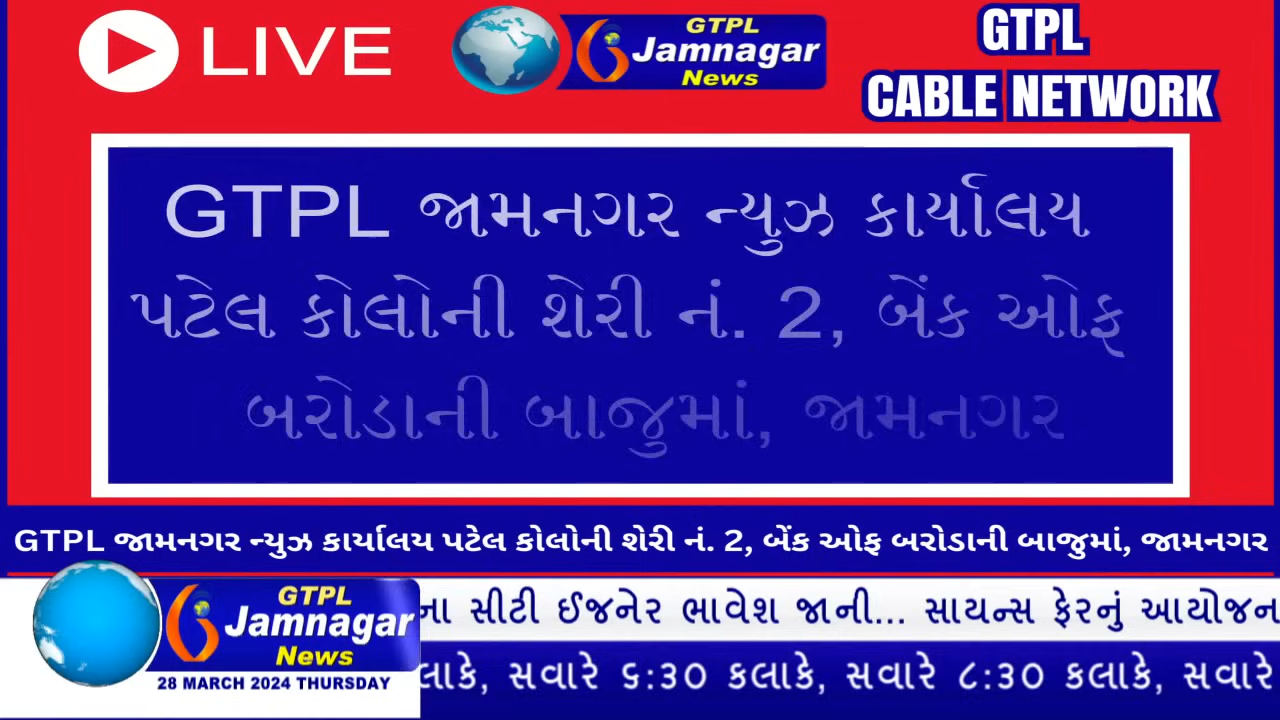 LIVE
GTPL
Jamnagar
News
GTPL
CABLE NETWORK
GTPL જામનગર ન્યુઝ કાર્યાલય
પટેલ કોલોની શેરી નં. 2, બેંક ઓફ
બરોડાની બાજુમાં, જામનગર
GTPL જામનગર ન્યુઝ કાર્યાલય પટેલ કોલોની શેરી નં. 2, બેંક ઓફ બરોડાની બાજુમાં, જામનગર
GTPL
Jamnagar
News
28 MARCH 2024 THURSDAY
ના સીટી ઈજનેર ભાવેશ જાની... સાયન્સ ફેરનું આયોજન
લાકે, સવારે ૬:30 કલાકે, સવારે ૮:30 કલાકે, સવારે